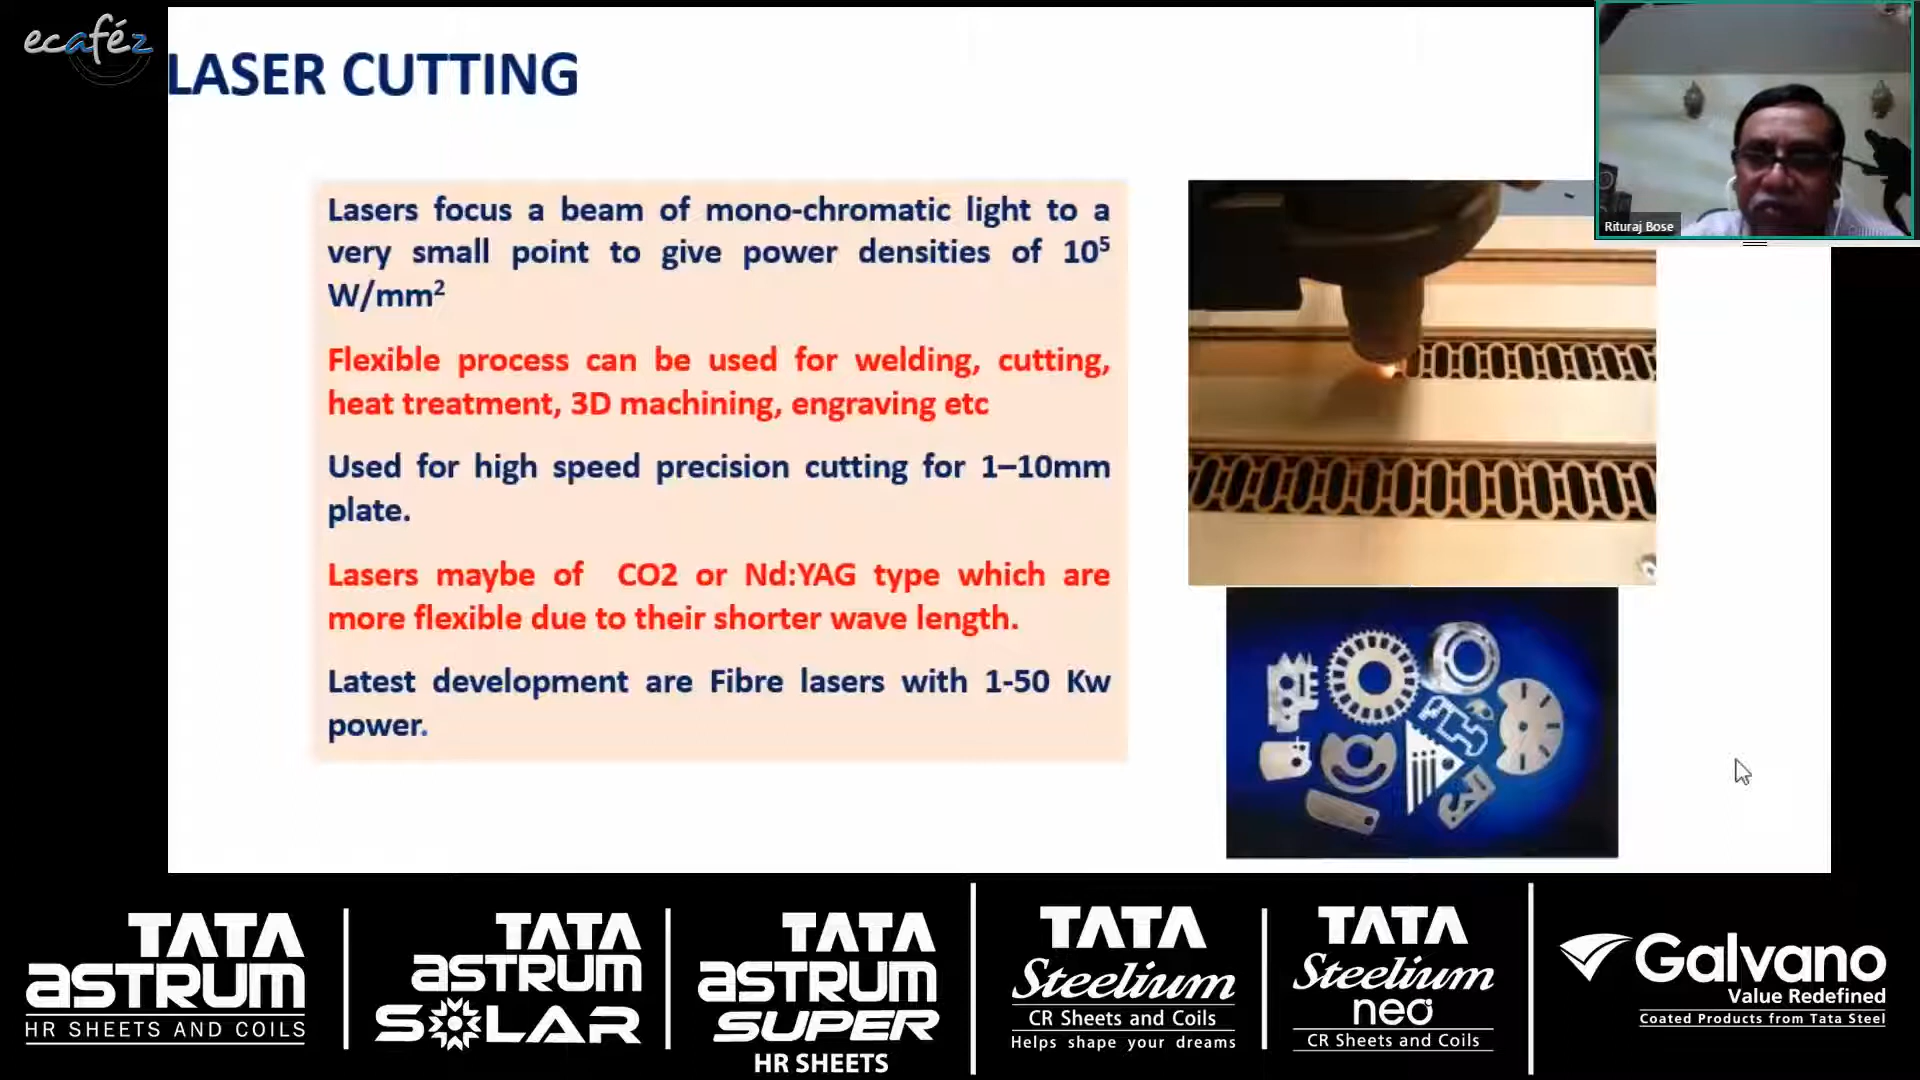 ecaféz
LASER CUTTING
Lasers focus a beam of mono-chromatic light to a
very small point to give power densities of 10⁵
W/mm²
Flexible process can be used for welding, cutting,
heat treatment, 3D machining, engraving etc
Used for high speed precision cutting for 1–10mm
plate.
Lasers maybe of CO2 or Nd:YAG type which are
more flexible due to their shorter wave length.
Latest development are Fibre lasers with 1-50 Kw
power.
Rituraj Bose
TATA
ASTRUM
HR SHEETS AND COILS
TATA
ASTRUM
SOLAR
TATA
ASTRUM
SUPER
HR SHEETS
TATA
Steelium
CR Sheets and Coils
Helps shape your dreams
TATA
Steelium
neo
CR Sheets and Coils
Galvano
Value Redefined
Coated Products from Tata Steel